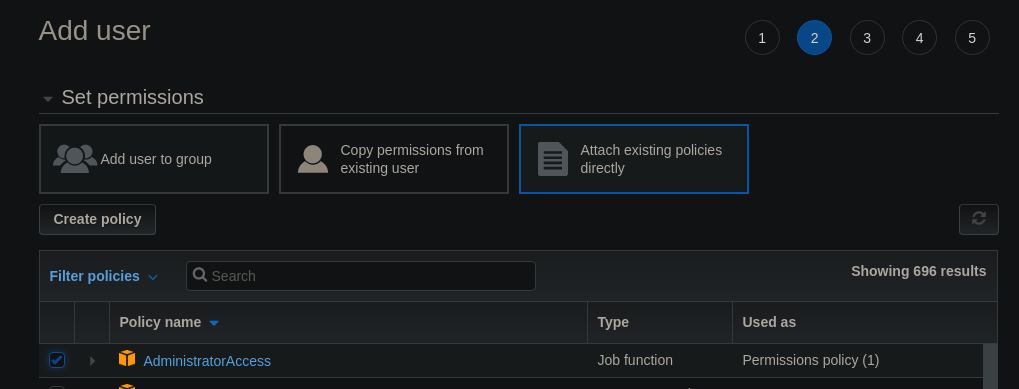 Add user
1 2 3 4 5
Set permissions
Add user to group
Copy permissions from
existing user
Attach existing policies
directly
Create policy
Filter policies
Search
Showing 696 results
Policy name Type Used as
AdministratorAccess Job function Permissions policy (1)